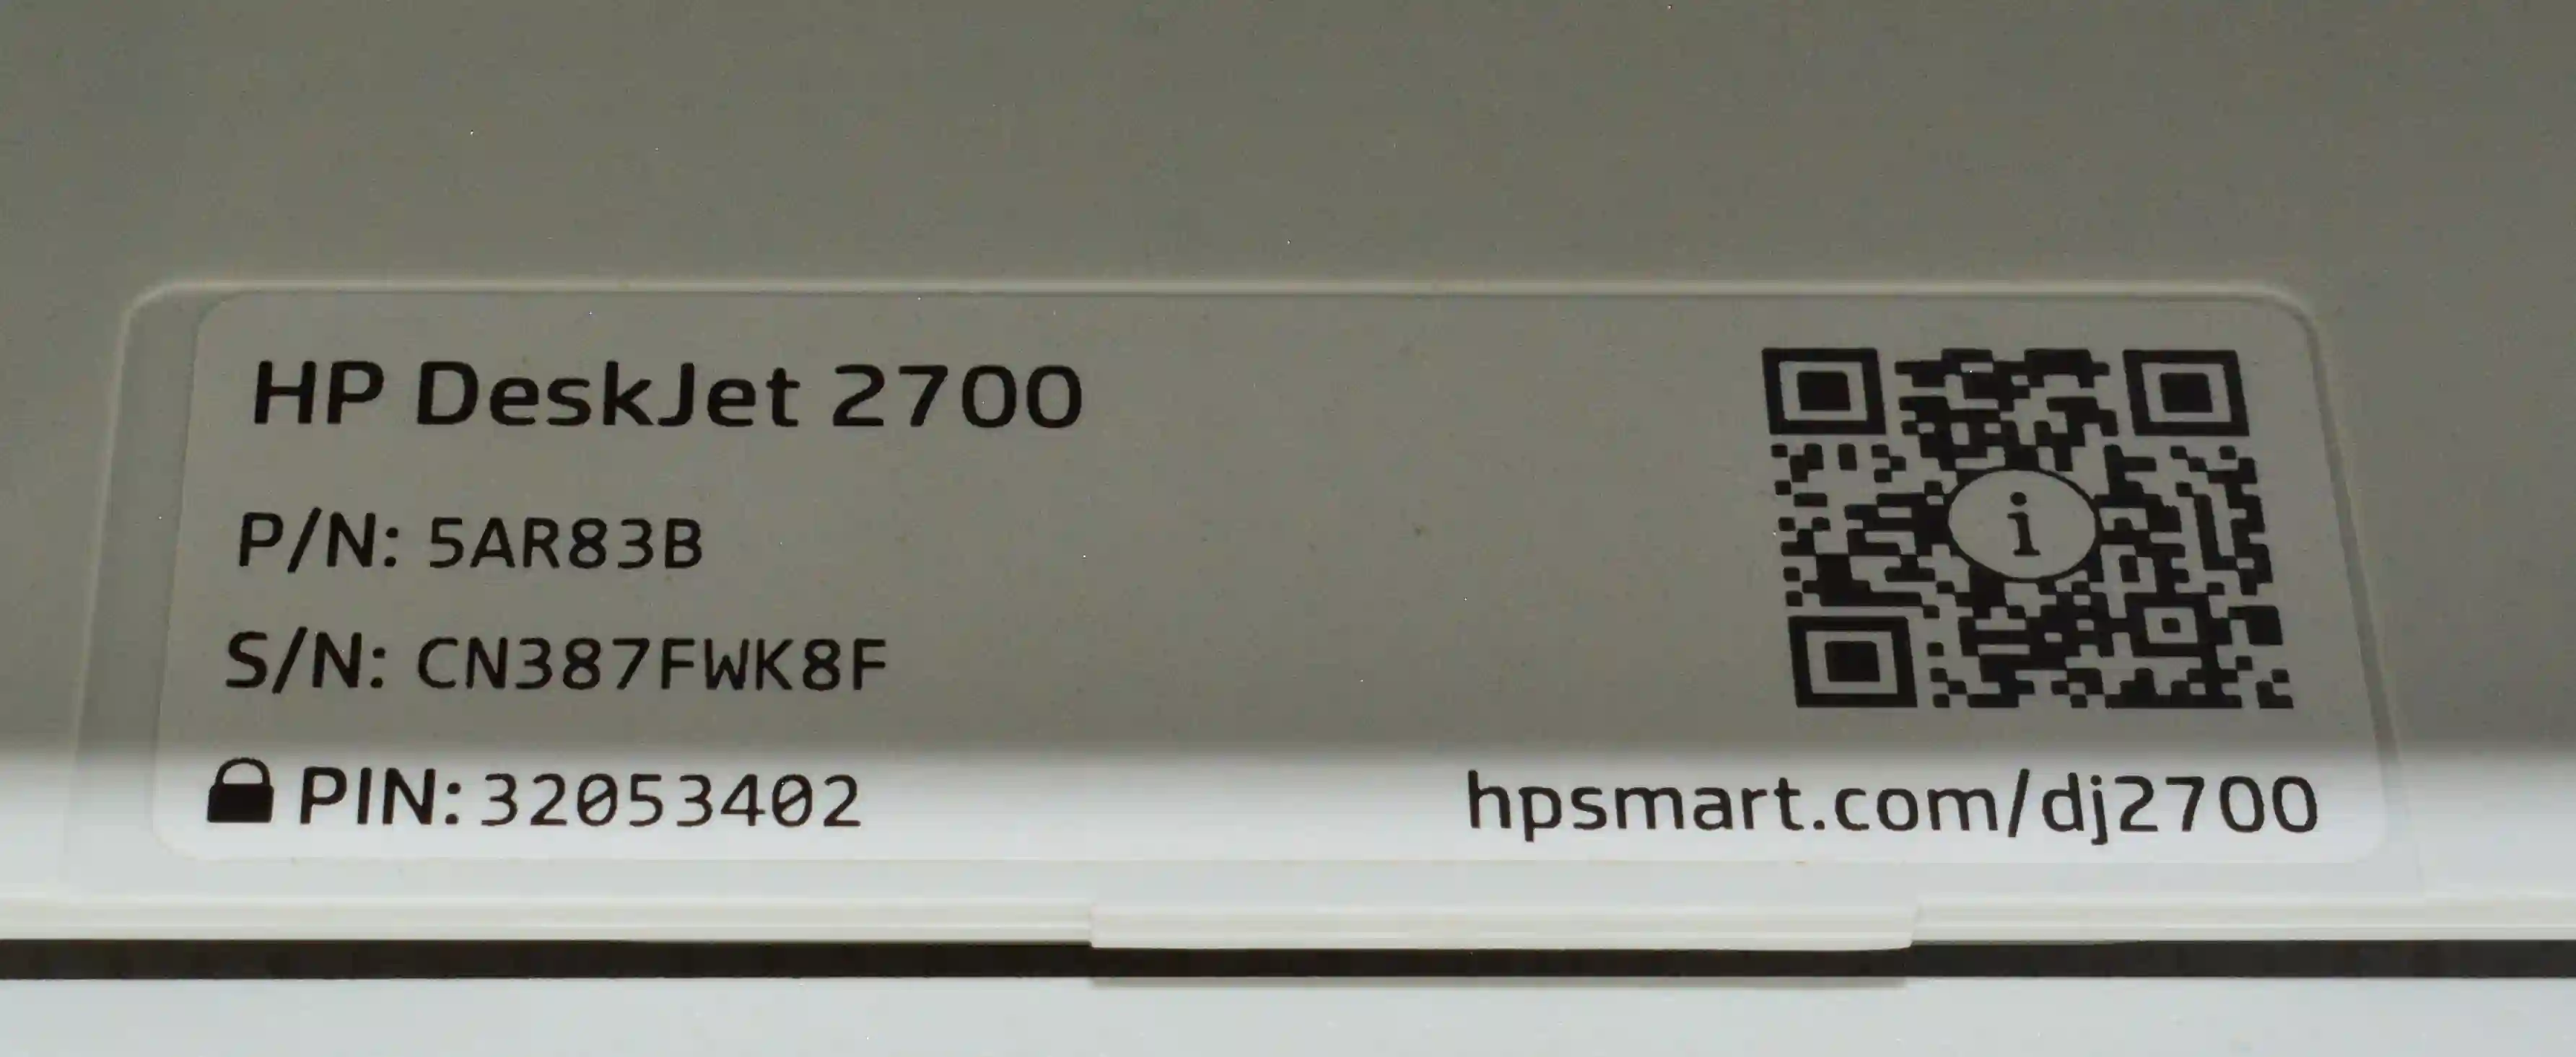 HP DeskJet 2700
P/N: 5AR83B
S/N: CN387FWK8F
PIN: 32053402
i
hpsmart.com/dj2700